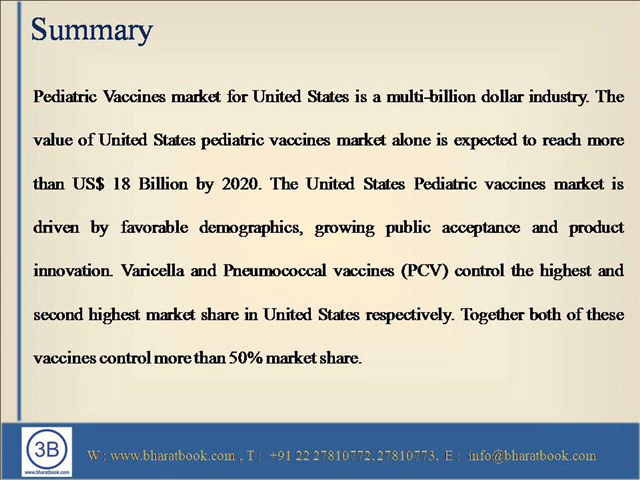 Summary
Pediatric Vaccines market for United States is a multi-billion dollar industry. The
value of United States pediatric vaccines market alone is expected to reach more
than US$ 18 Billion by 2020. The United States Pediatric vaccines market is
driven by favorable demographics, growing public acceptance and product
innovation. Varicella and Pneumococcal vaccines (PCV) control the highest and
second highest market share in United States respectively. Together both of these
vaccines control more than 50% market share.
3B
www.bharatbook.com
W : www.bharatbook.com , T : +91 22 27810772, 27810773, E : info@bharatbook.com